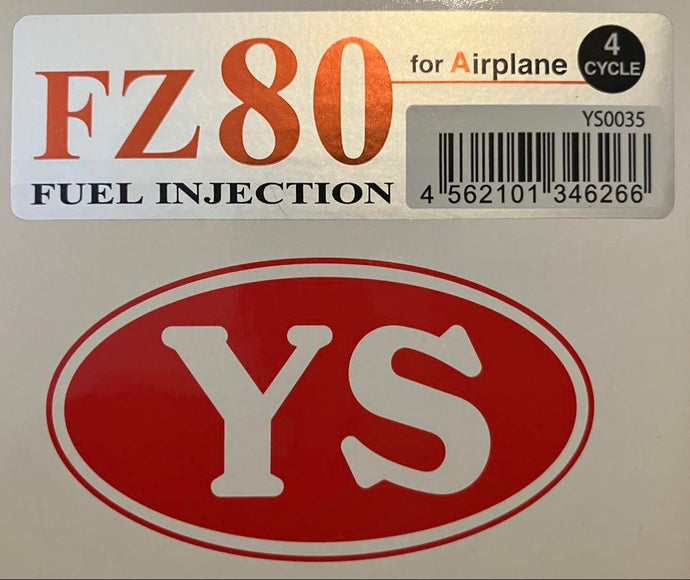 FZ80
for Airplane
4
CYCLE
FUEL INJECTION
YS0035
4 562101 346266
YS